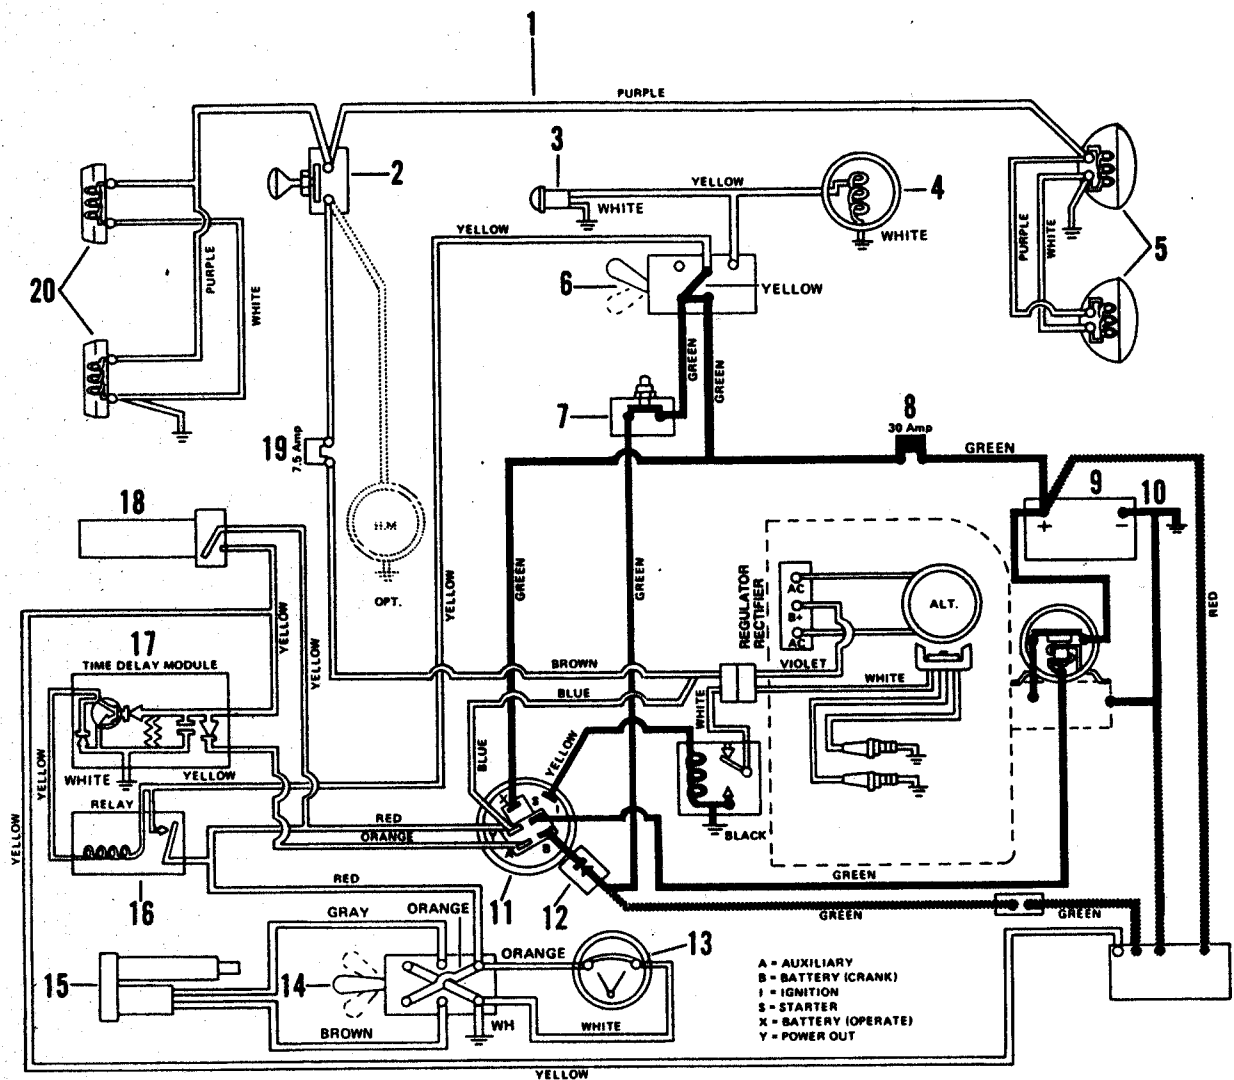 1
PURPLE
2
3
YELLOW
WHITE
4
WHITE
5
PURPLE
WHITE
20
PURPLE
WHITE
YELLOW
6
YELLOW
GREEN
GREEN
7
8
30 Amp
GREEN
19
7.5 Amp
9
10
+
−
18
H.M
OPT.
YELLOW
YELLOW
YELLOW
GREEN
GREEN
REGULATOR
RECTIFIER
AC
B+
AC
ALT.
RED
17
TIME DELAY MODULE
BROWN
VIOLET
BLUE
WHITE
WHITE
YELLOW
WHITE
YELLOW
BLUE
YELLOW
RELAY
X
S
I
Y
A
B
BLACK
YELLOW
RED
ORANGE
16
RED
11
12
GREEN
GREEN
GREEN
GRAY
ORANGE
ORANGE
13
15
14
BROWN
WH
WHITE
A = AUXILIARY
B = BATTERY (CRANK)
I = IGNITION
S = STARTER
X = BATTERY (OPERATE)
Y = POWER OUT
YELLOW